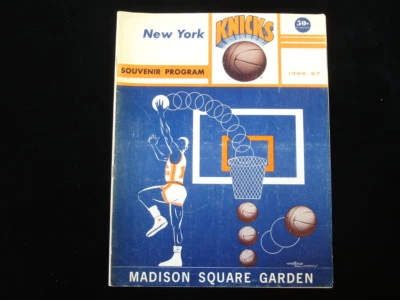 New York
KNICKS
50¢
SOUVENIR PROGRAM
1966-67
MADISON SQUARE GARDEN